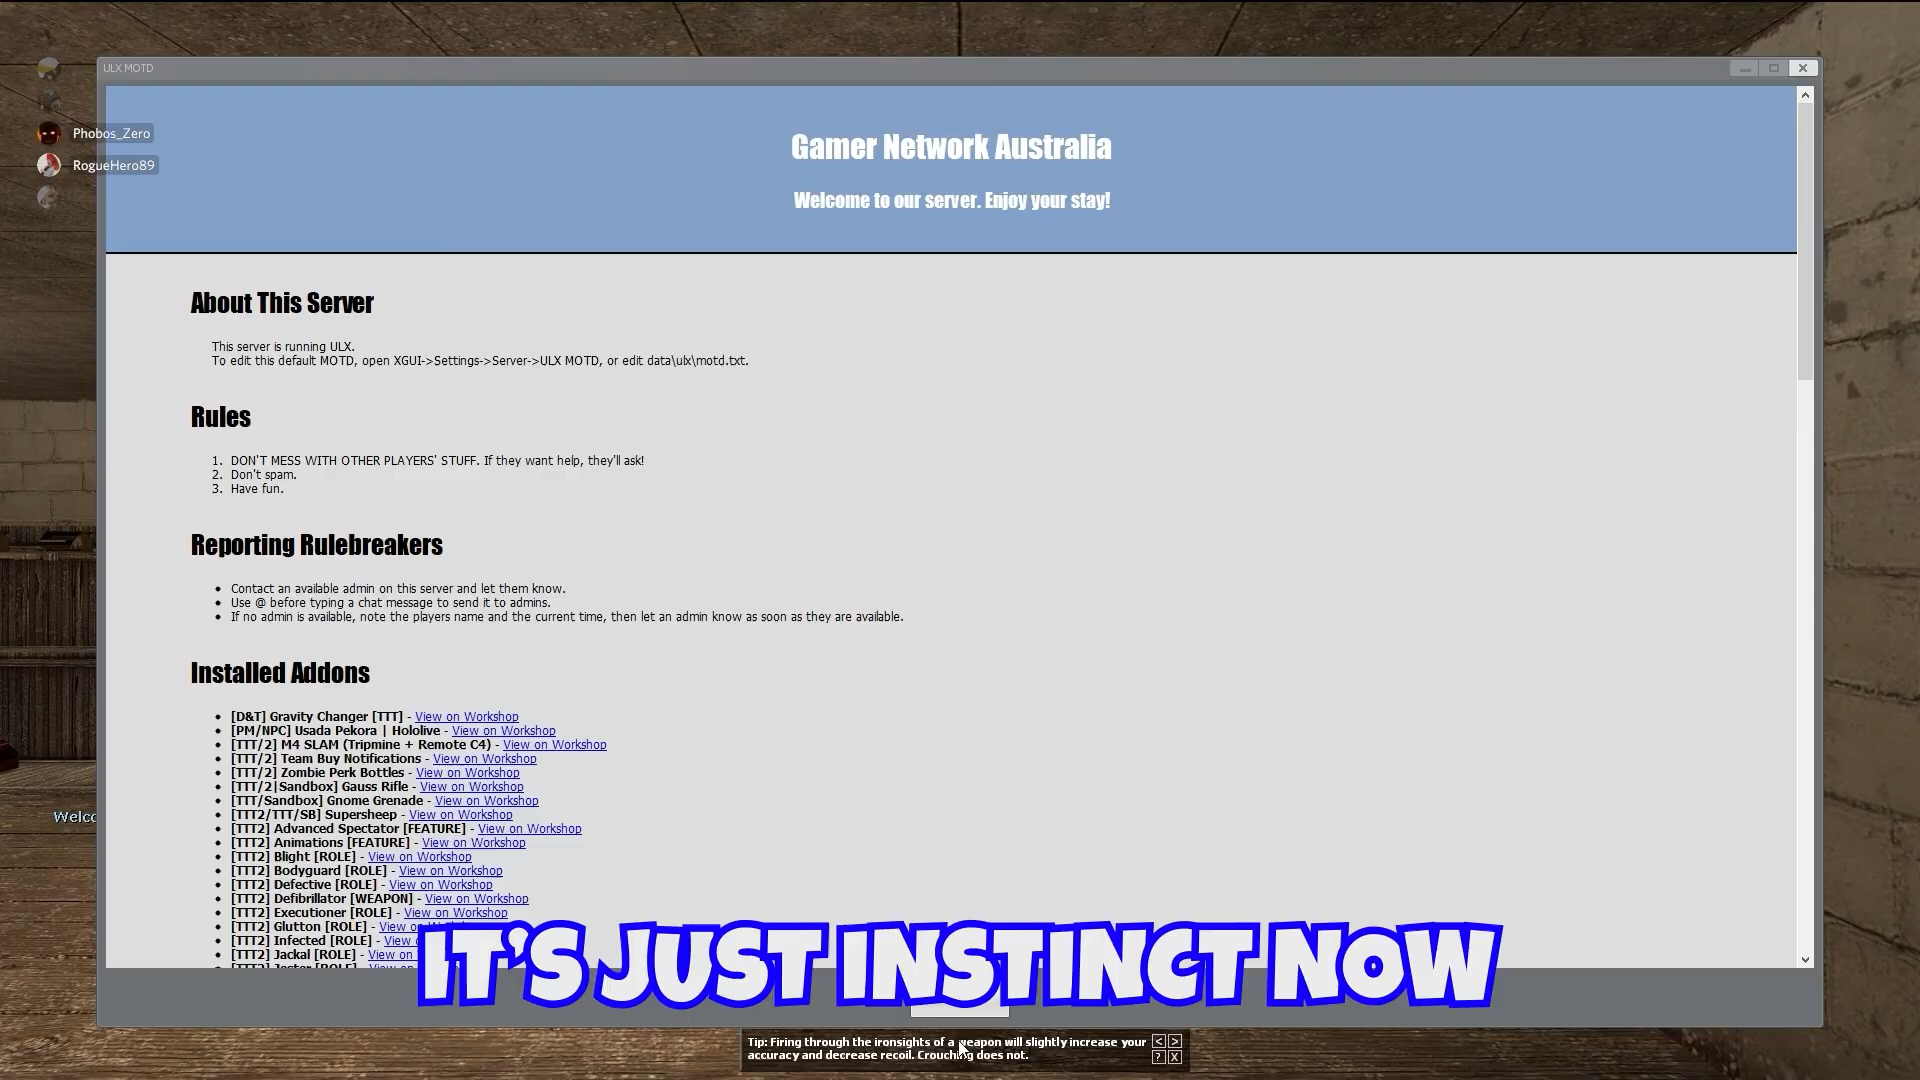 ULX MOTD
Phobos_Zero
RogueHero89
Gamer Network Australia
Welcome to our server. Enjoy your stay!
About This Server
This server is running ULX.
To edit this default MOTD, open XGUI->Settings->Server->ULX MOTD, or edit data\ulx\motd.txt.
Rules
1. DON'T MESS WITH OTHER PLAYERS' STUFF. If they want help, they'll ask!
2. Don't spam.
3. Have fun.
Reporting Rulebreakers
• Contact an available admin on this server and let them know.
• Use @ before typing a chat message to send it to admins.
• If no admin is available, note the players name and the current time, then let an admin know as soon as they are available.
Installed Addons
• [D&T] Gravity Changer [TTT] - View on Workshop
• [PM/NPC] Usada Pekora | Hololive - View on Workshop
• [TTT/2] M4 SLAM (Tripmine + Remote C4) - View on Workshop
• [TTT/2] Team Buy Notifications - View on Workshop
• [TTT/2] Zombie Perk Bottles - View on Workshop
• [TTT/2|Sandbox] Gauss Rifle - View on Workshop
• [TTT/Sandbox] Gnome Grenade - View on Workshop
• [TTT2/TTT/SB] Supersheep - View on Workshop
Welco
• [TTT2] Advanced Spectator [FEATURE] - View on Workshop
• [TTT2] Animations [FEATURE] - View on Workshop
• [TTT2] Blight [ROLE] - View on Workshop
• [TTT2] Bodyguard [ROLE] - View on Workshop
• [TTT2] Defective [ROLE] - View on Workshop
• [TTT2] Defibrillator [WEAPON] - View on Workshop
• [TTT2] Executioner [ROLE] - View on Workshop
• [TTT2] Glutton [ROLE] - View
• [TTT2] Infected [ROLE] - View
• [TTT2] Jackal [ROLE] - View on
IT'S JUST INSTINCT NOW
Tip: Firing through the ironsights of a weapon will slightly increase your
accuracy and decrease recoil. Crouching does not.
< >
? X